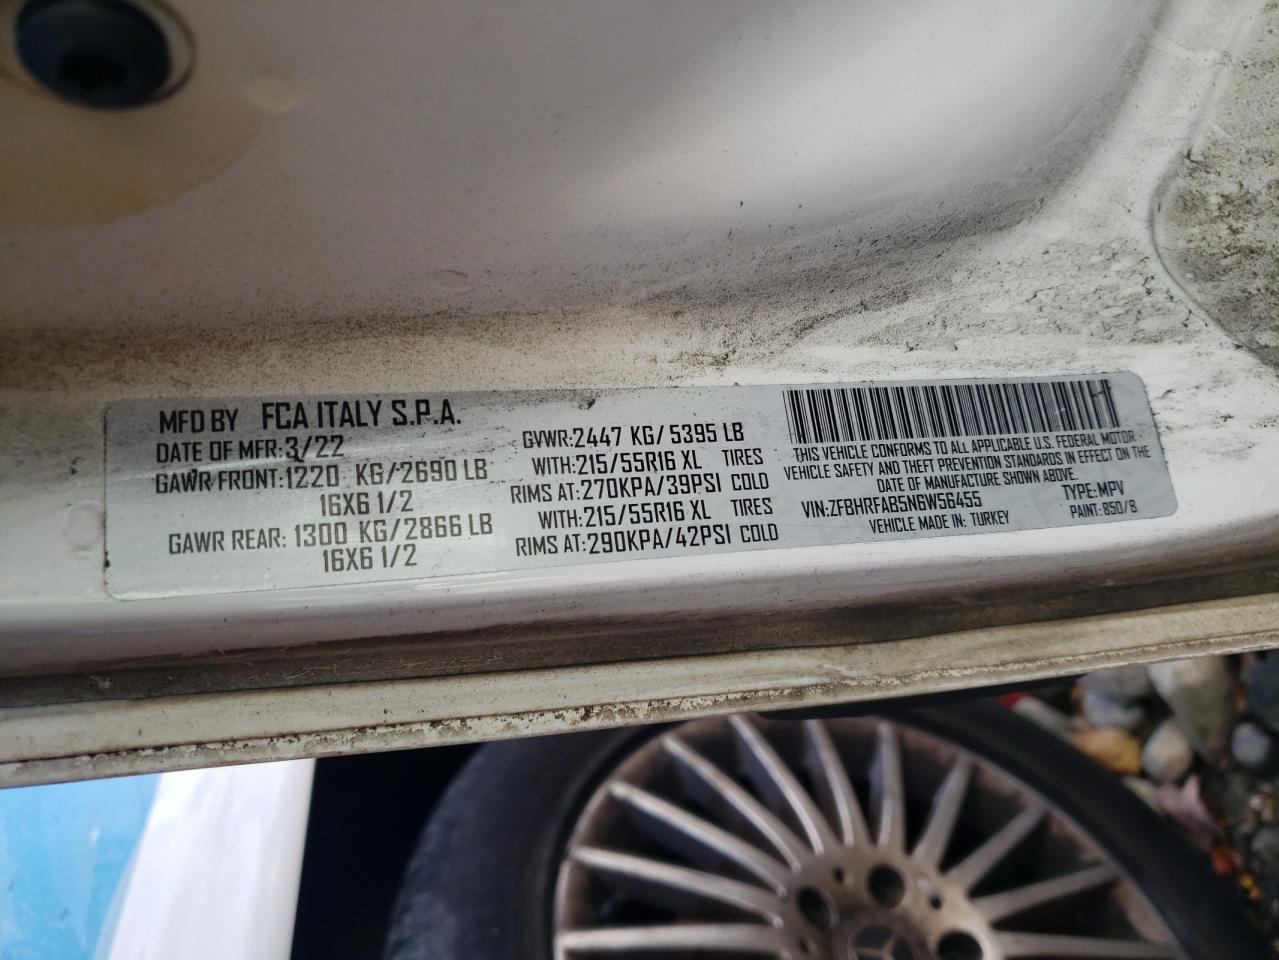 MFD BY FCA ITALY S.P.A.
DATE OF MFR: 3/22
GAWR FRONT: 1220 KG/2690 LB
16X6 1/2
GAWR REAR: 1300 KG/2866 LB
16X6 1/2
GVWR: 2447 KG/ 5395 LB
WITH: 215/55R16 XL TIRES
RIMS AT: 270KPA/39PSI COLD
WITH: 215/55R16 XL TIRES
RIMS AT: 290KPA/42PSI COLD
THIS VEHICLE CONFORMS TO ALL APPLICABLE U.S. FEDERAL MOTOR
VEHICLE SAFETY AND THEFT PREVENTION STANDARDS IN EFFECT ON THE
DATE OF MANUFACTURE SHOWN ABOVE.
VIN: ZFBHRFAB5N6W56455 TYPE: MPV
VEHICLE MADE IN: TURKEY PAINT: 850/B